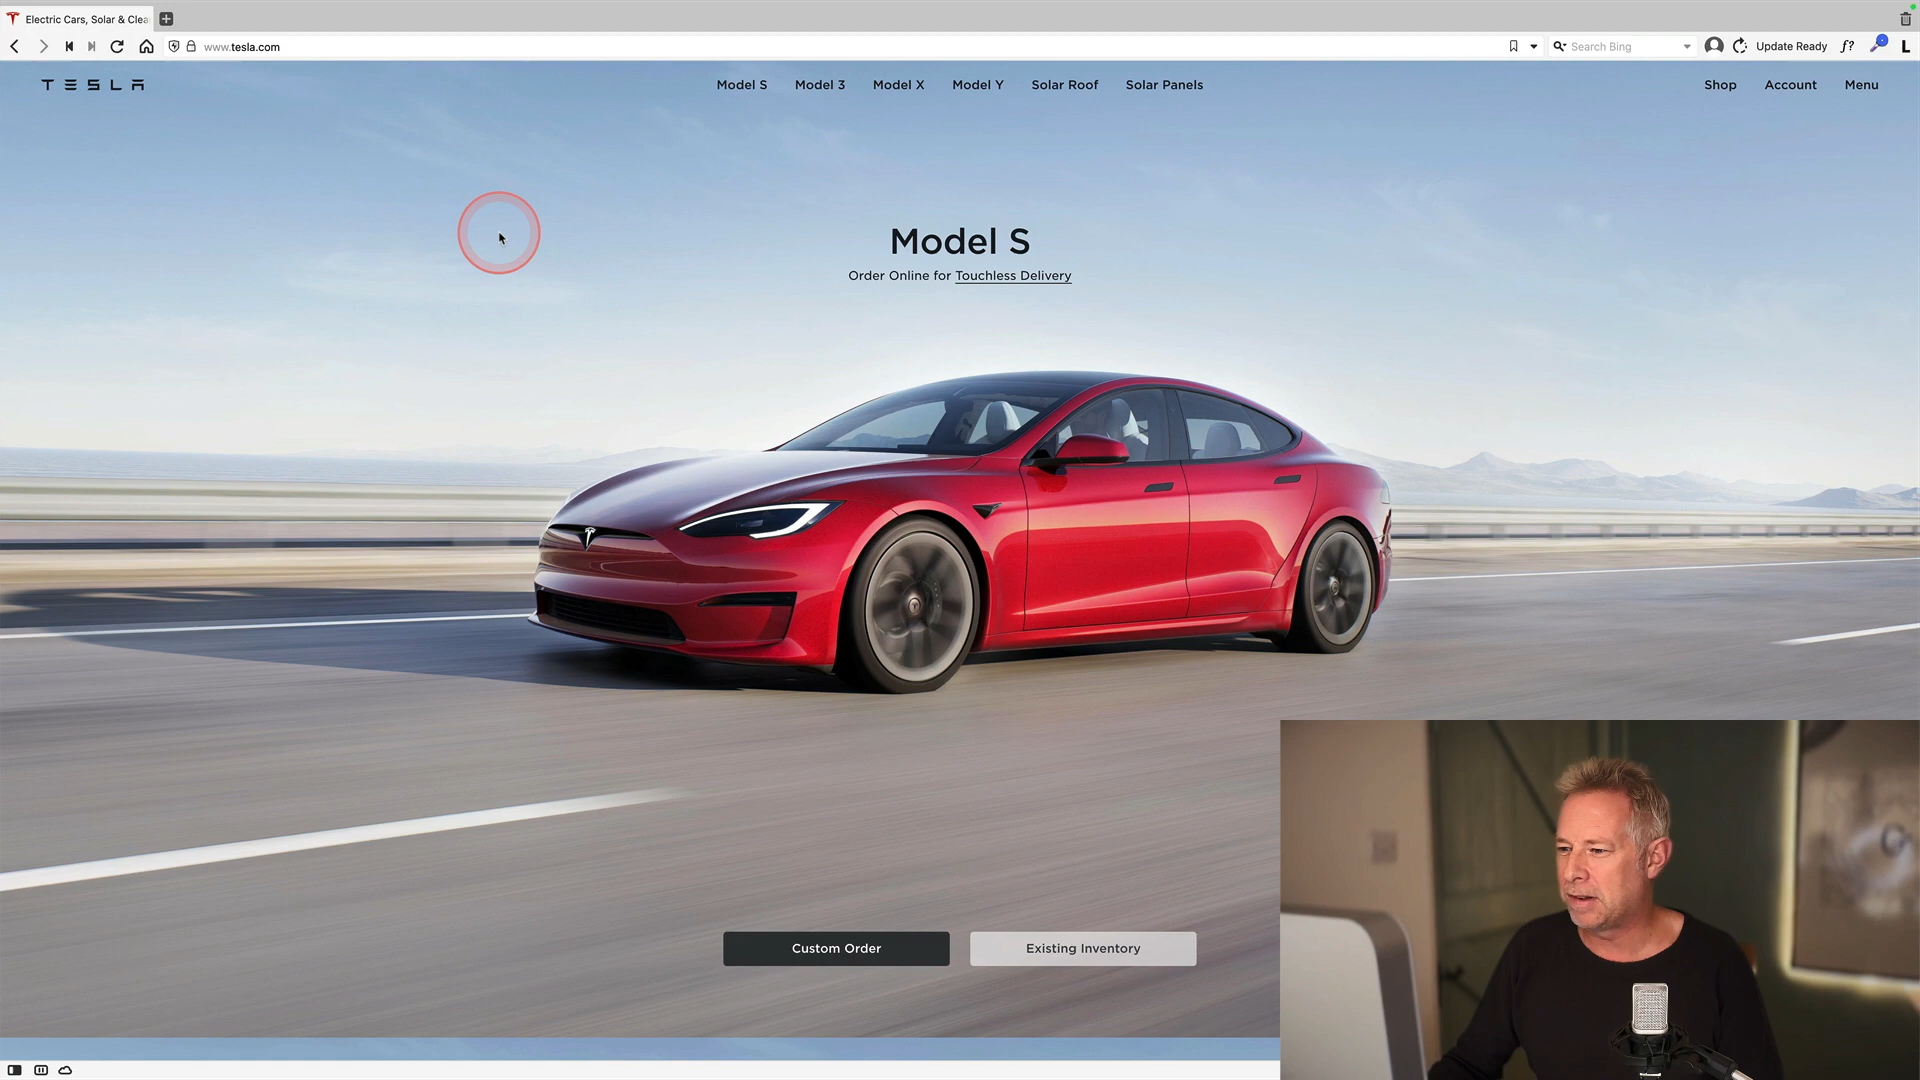 Electric Cars, Solar & Clea
www.tesla.com
Search Bing
Update Ready
f?
L
TESLA
Model S
Model 3
Model X
Model Y
Solar Roof
Solar Panels
Shop
Account
Menu
Model S
Order Online for Touchless Delivery
Custom Order
Existing Inventory